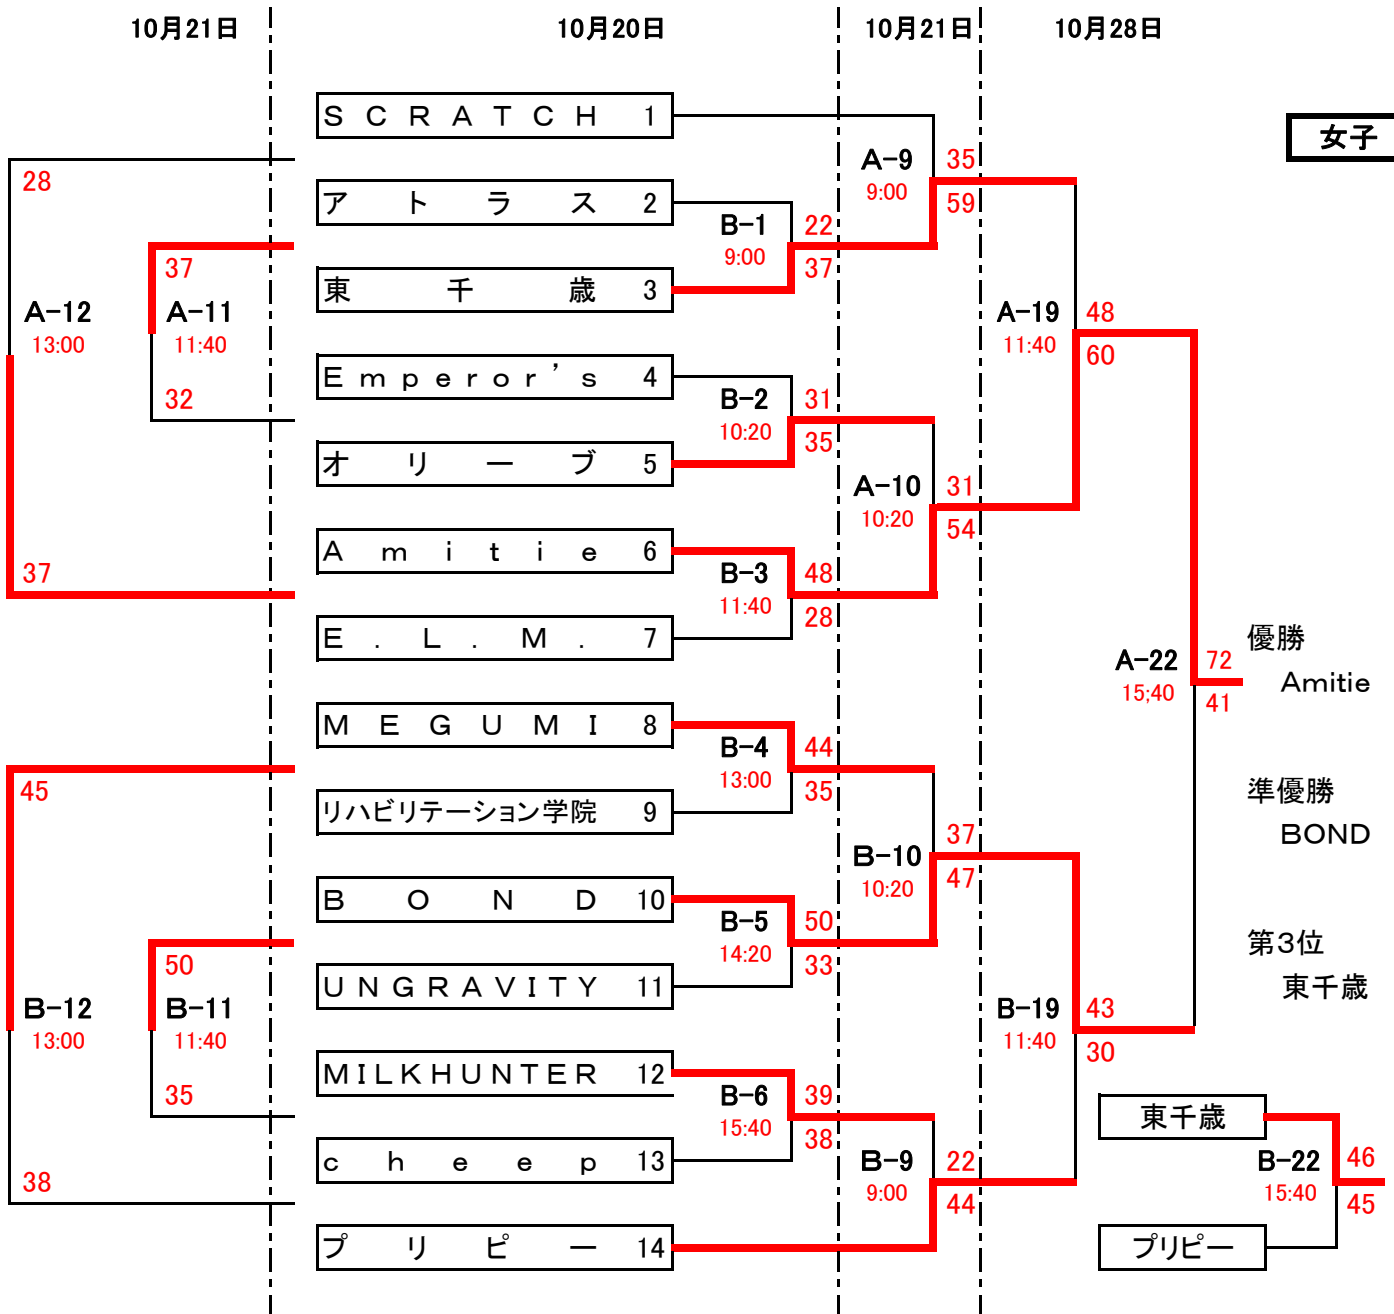 10月21日 10月20日 10月21日 10月28日
女子
SCRATCH 1
アトラス 2
東千歳 3
Emperor’s 4
オリーブ 5
Amitie 6
E.L.M. 7
MEGUMI 8
リハビリテーション学院 9
BOND 10
UNGRAVITY 11
MILKHUNTER 12
cheep 13
プリピー 14
28
A-12
13:00
37
37
A-11
11:40
32
45
B-12
13:00
38
50
B-11
11:40
35
B-1 22
9:00 37
B-2 31
10:20 35
B-3 48
11:40 28
B-4 44
13:00 35
B-5 50
14:20 33
B-6 39
15:40 38
A-9 35
9:00 59
A-10 31
10:20 54
B-10 37
10:20 47
B-9 22
9:00 44
A-19 48
11:40 60
B-19 43
11:40 30
A-22 72
15;40 41
優勝
Amitie
準優勝
BOND
第3位
東千歳
東千歳
B-22 46
15:40 45
プリピー